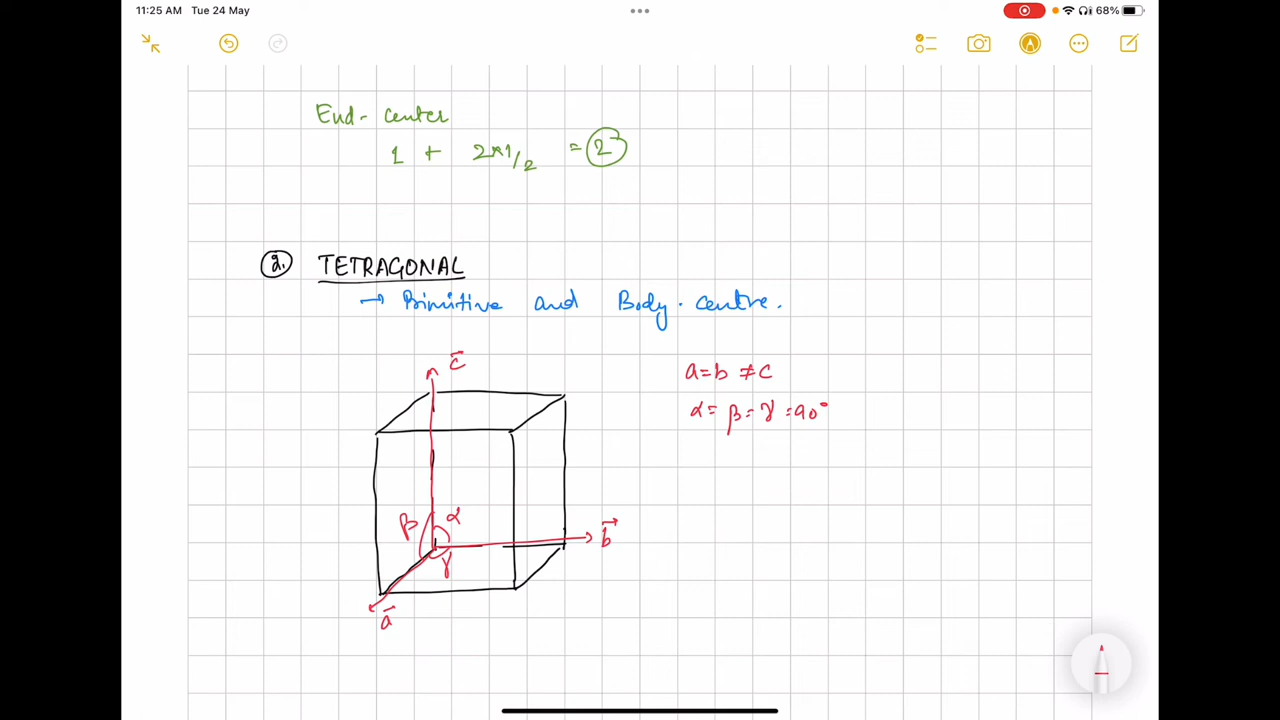 11:25 AM Tue 24 May
68%
End-center
1 + 2×1/2 = 2
2. TETRAGONAL
→ Primitive and Body-centre.
c⃗
a=b ≠c
α= β= γ =90°
β α
b⃗
γ
a⃗